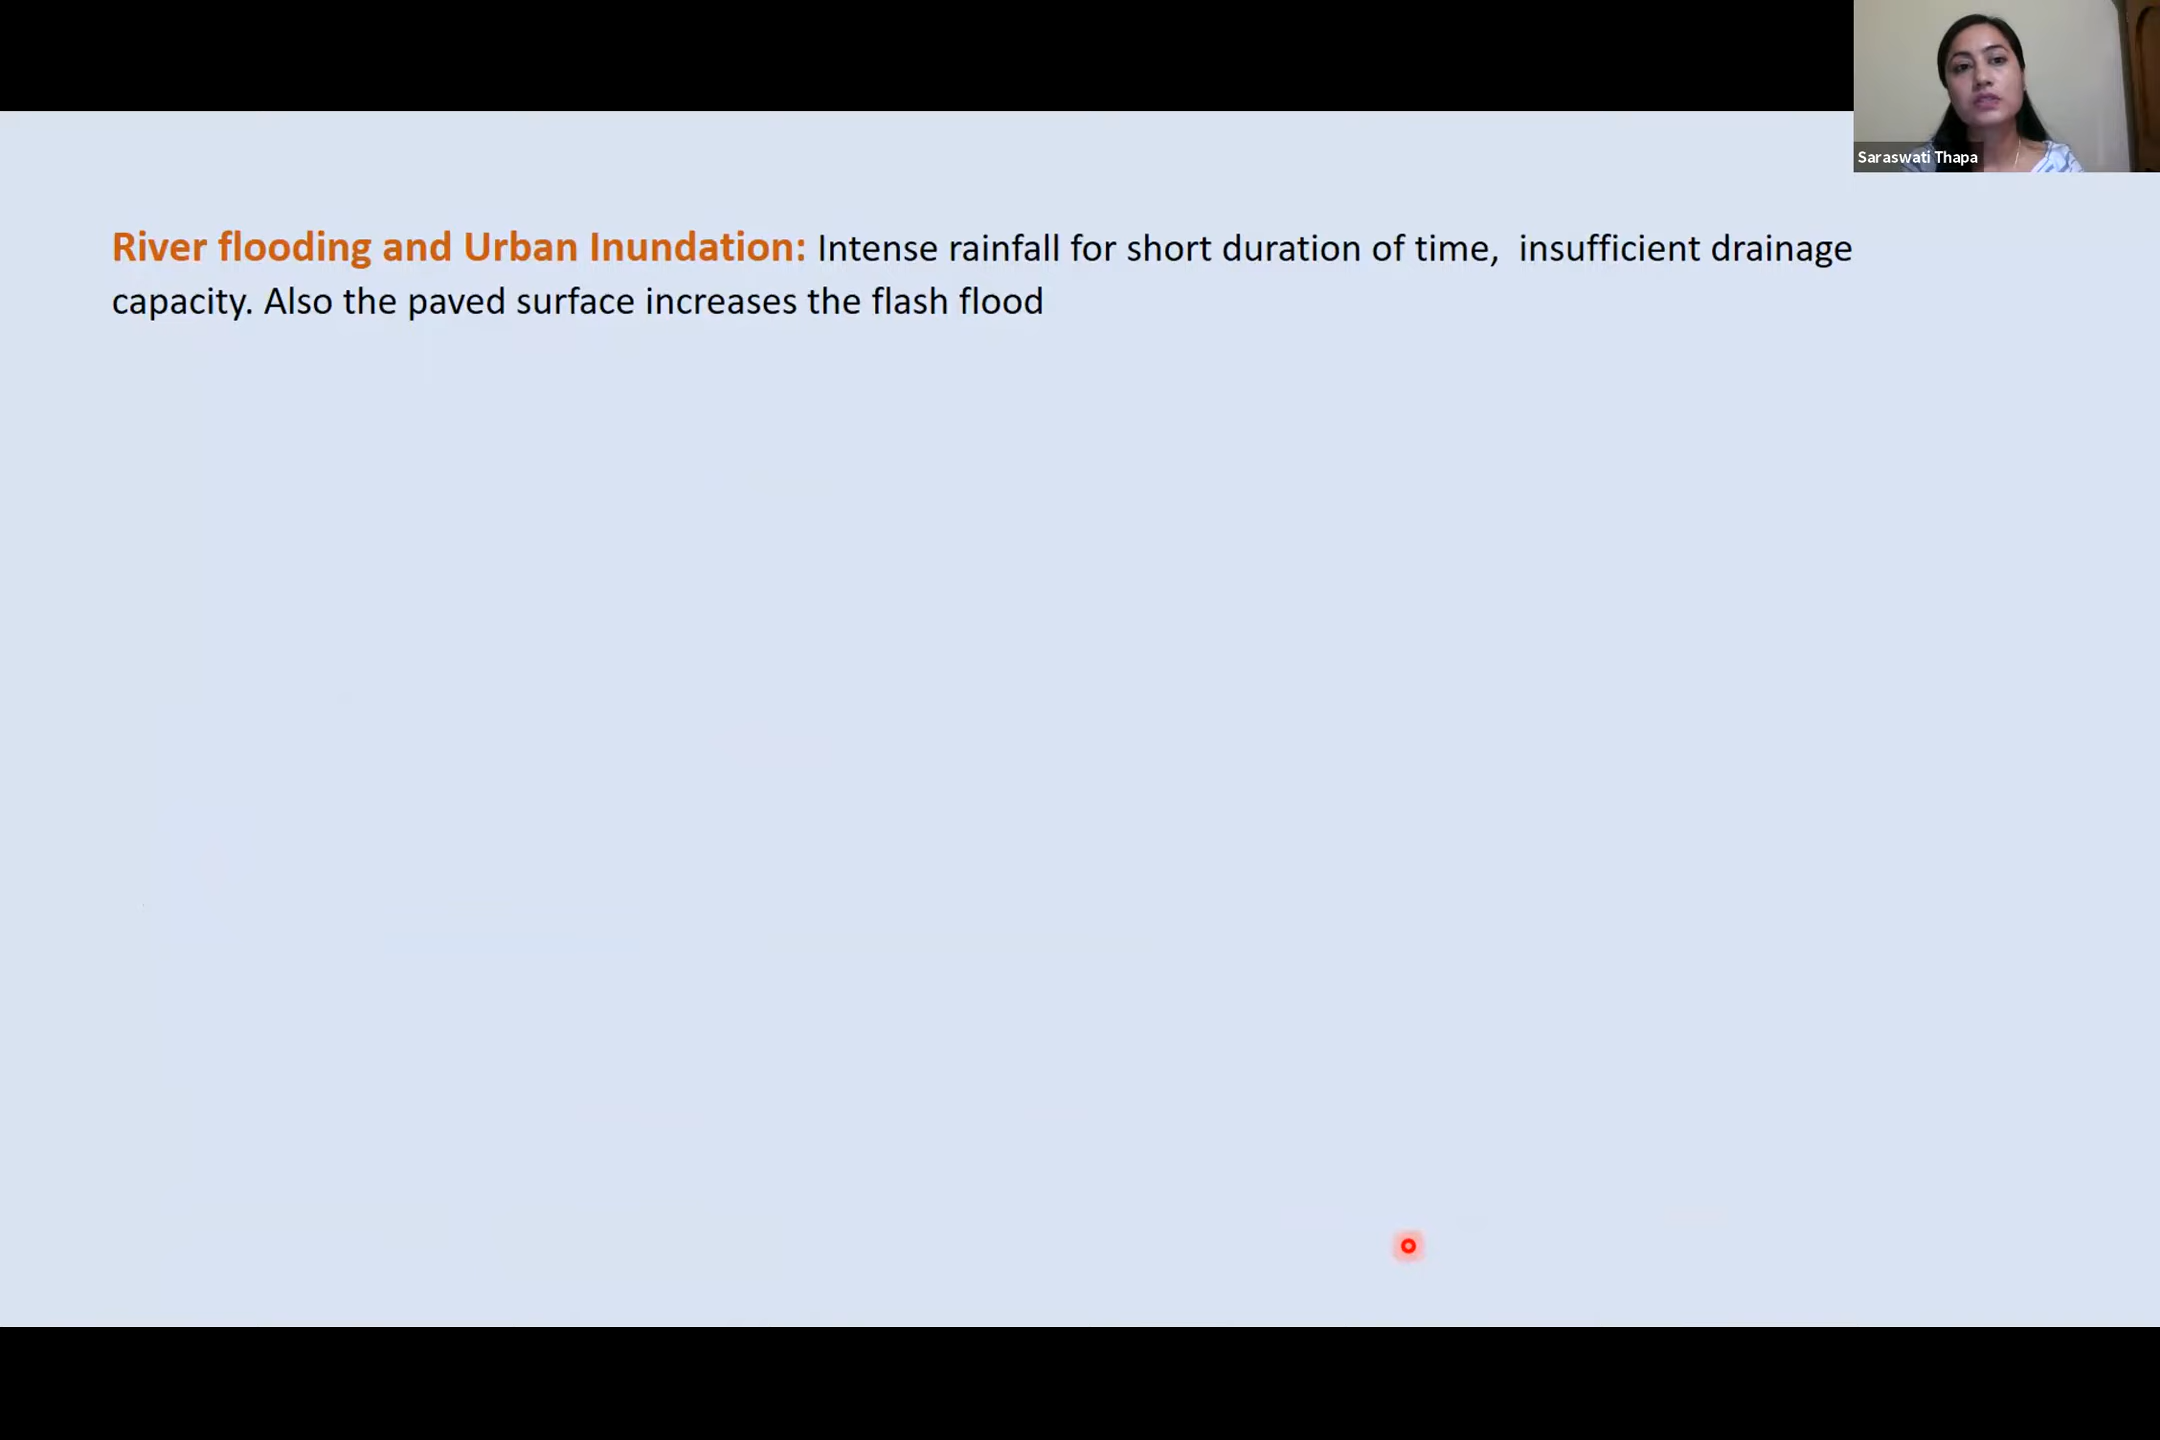 Saraswati Thapa
River flooding and Urban Inundation: Intense rainfall for short duration of time,  insufficient drainage
capacity. Also the paved surface increases the flash flood